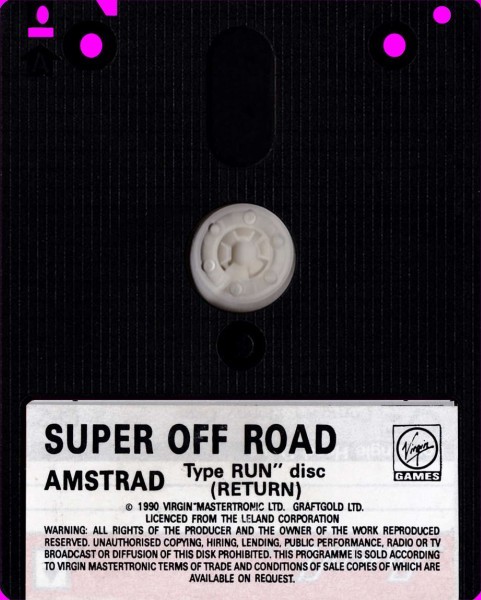 SUPER OFF ROAD
Virgin
GAMES
AMSTRAD Type RUN" disc
(RETURN)
© 1990 VIRGIN MASTERTRONIC LTD. GRAFTGOLD LTD.
LICENCED FROM THE LELAND CORPORATION
WARNING: ALL RIGHTS OF THE PRODUCER AND THE OWNER OF THE WORK REPRODUCED
RESERVED. UNAUTHORISED COPYING, HIRING, LENDING, PUBLIC PERFORMANCE, RADIO OR TV
BROADCAST OR DIFFUSION OF THIS DISK PROHIBITED. THIS PROGRAMME IS SOLD ACCORDING
TO VIRGIN MASTERTRONIC TERMS OF TRADE AND CONDITIONS OF SALE COPIES OF WHICH ARE
AVAILABLE ON REQUEST.